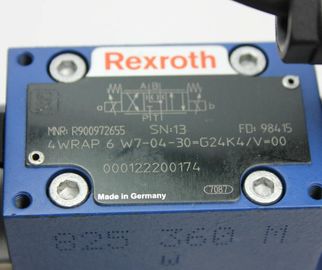 Rexroth
A B
P T
MNR: R900972655 SN:13 FD: 98415
4WRAP 6 W7-04-30=G24K4/V=00
000122200174
Made in Germany 7087
825 360 M